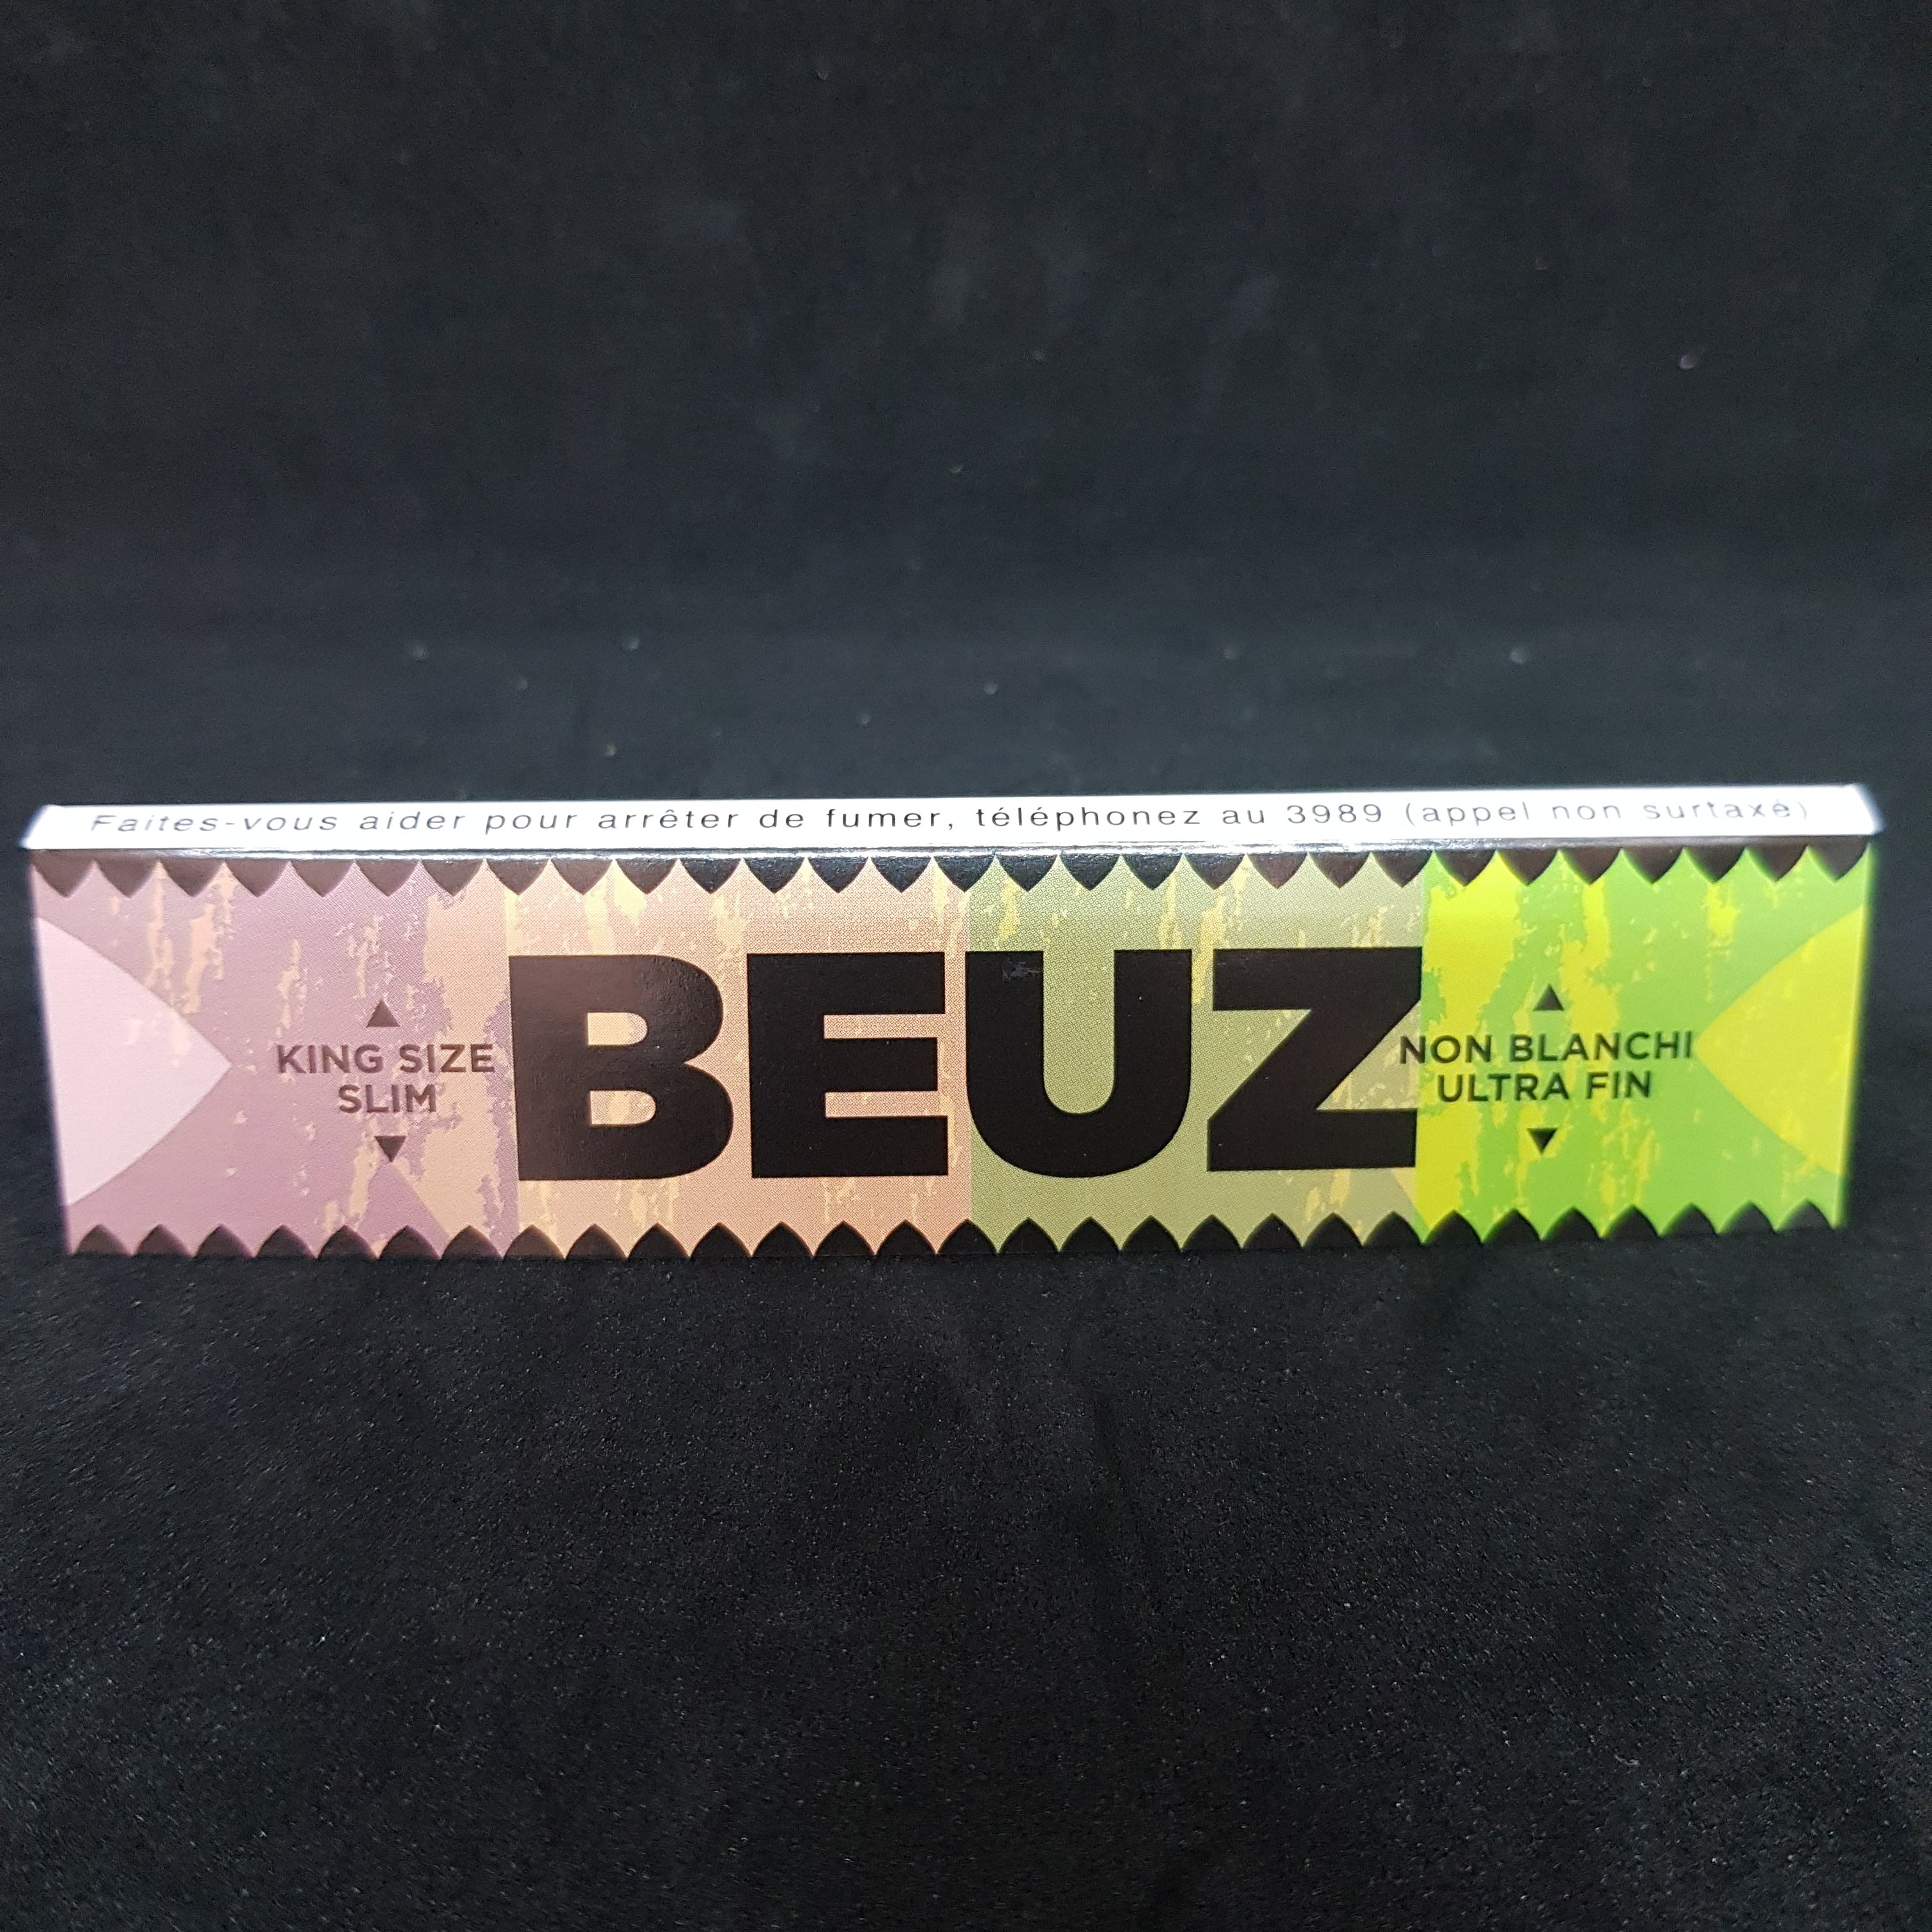 Faites-vous aider pour arrêter de fumer, téléphonez au 3989 (appel non surtaxé)
KING SIZE
SLIM
BEUZ
NON BLANCHI
ULTRA FIN